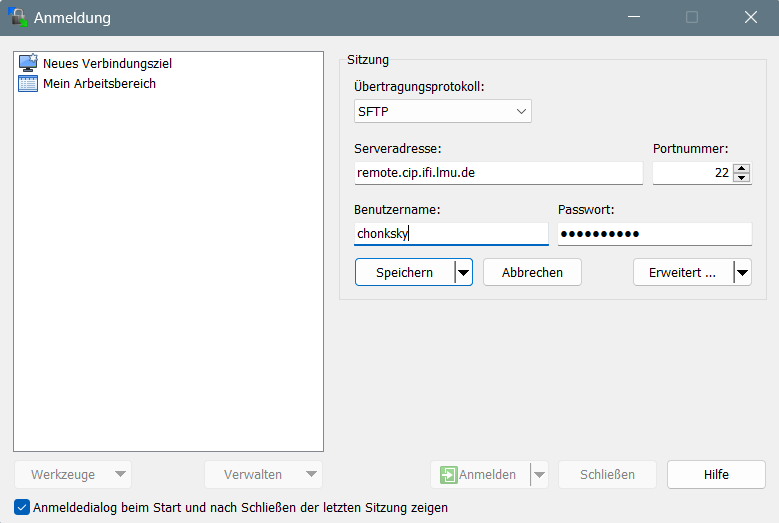 Anmeldung
Neues Verbindungsziel
Mein Arbeitsbereich
Sitzung
Übertragungsprotokoll:
SFTP
Serveradresse: Portnummer:
remote.cip.ifi.lmu.de 22
Benutzername: Passwort:
chonksky ●●●●●●●●●●
Speichern Abbrechen Erweitert ...
Werkzeuge Verwalten Anmelden Schließen Hilfe
Anmeldedialog beim Start und nach Schließen der letzten Sitzung zeigen